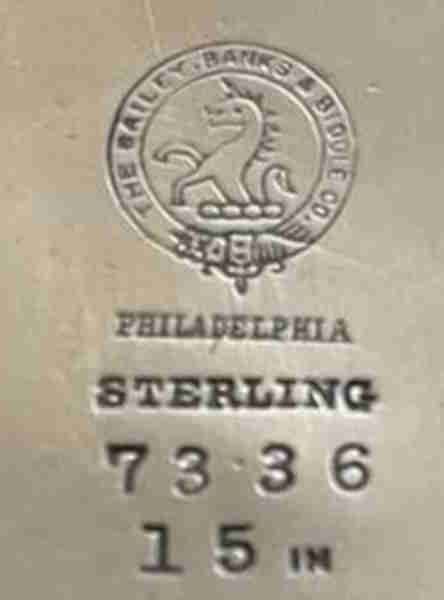 THE BAILEY, BANKS & BIDDLE CO.
PHILADELPHIA
STERLING
7336
15 IN